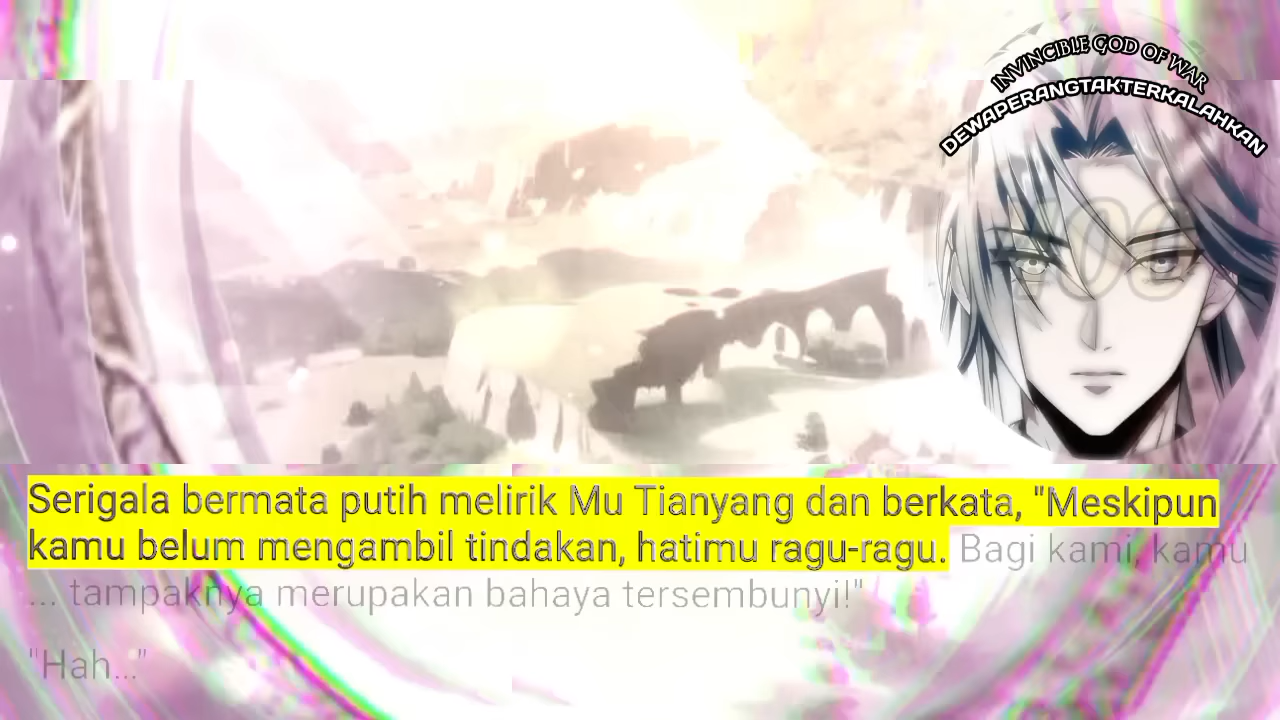 INVINCIBLE GOD OF WAR
DEWAPERANGTAKTERKALAHKAN
Serigala bermata putih melirik Mu Tianyang dan berkata, "Meskipun
kamu belum mengambil tindakan, hatimu ragu-ragu. Bagi kami, kamu
... tampaknya merupakan bahaya tersembunyi!"
"Hah..."